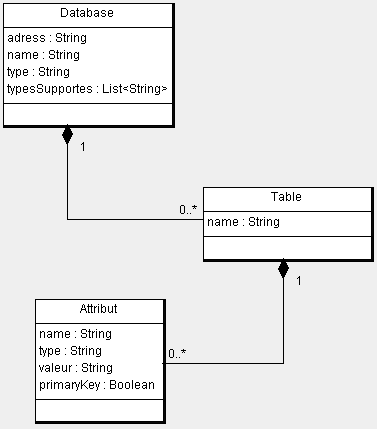 Database
adress : String
name : String
type : String
typesSupportes : List<String>
1
0..*
Table
name : String
1
Attribut
name : String
type : String
valeur : String
primaryKey : Boolean
0..*